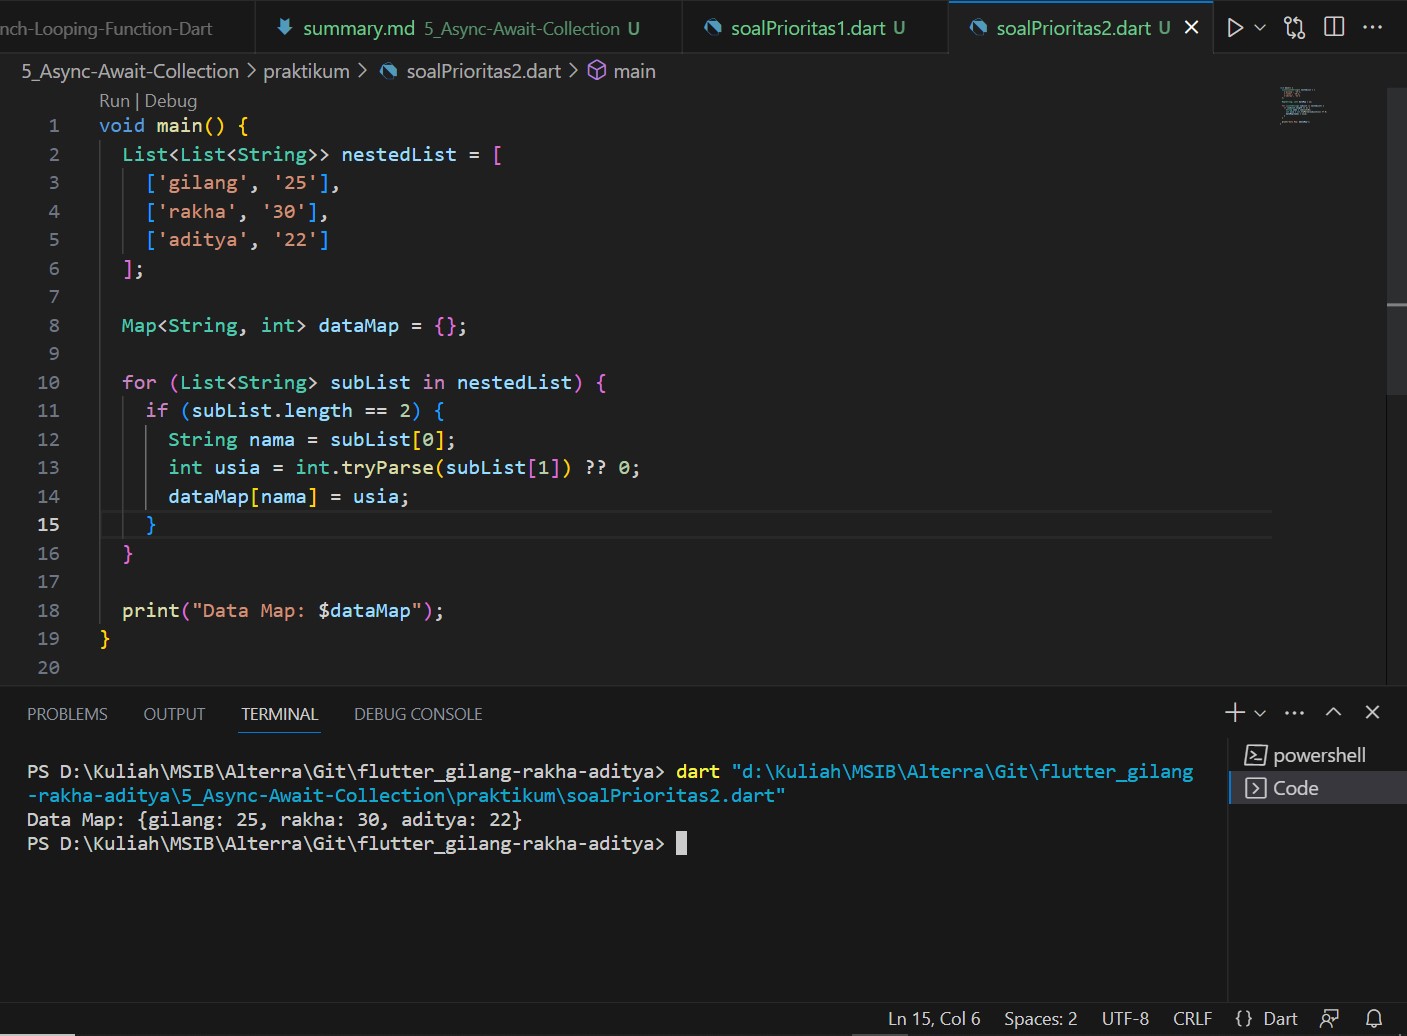 nch-Looping-Function-Dart summary.md 5_Async-Await-Collection U soalPrioritas1.dart U soalPrioritas2.dart U
5_Async-Await-Collection > praktikum > soalPrioritas2.dart > main
Run | Debug
1 void main() {
2 List<List<String>> nestedList = [
3 ['gilang', '25'],
4 ['rakha', '30'],
5 ['aditya', '22']
6 ];
7
8 Map<String, int> dataMap = {};
9
10 for (List<String> subList in nestedList) {
11 if (subList.length == 2) {
12 String nama = subList[0];
13 int usia = int.tryParse(subList[1]) ?? 0;
14 dataMap[nama] = usia;
15 }
16 }
17
18 print("Data Map: $dataMap");
19 }
20
PROBLEMS OUTPUT TERMINAL DEBUG CONSOLE
PS D:\Kuliah\MSIB\Alterra\Git\flutter_gilang-rakha-aditya> dart "d:\Kuliah\MSIB\Alterra\Git\flutter_gilang
-rakha-aditya\5_Async-Await-Collection\praktikum\soalPrioritas2.dart"
Data Map: {gilang: 25, rakha: 30, aditya: 22}
PS D:\Kuliah\MSIB\Alterra\Git\flutter_gilang-rakha-aditya>
powershell
Code
Ln 15, Col 6 Spaces: 2 UTF-8 CRLF {} Dart